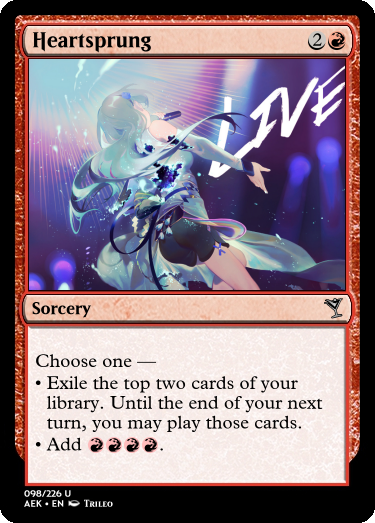 Heartsprung 2
LIVE
Sorcery
Choose one —
• Exile the top two cards of your
library. Until the end of your next
turn, you may play those cards.
• Add .
098/226 U
AEK • EN Trileo